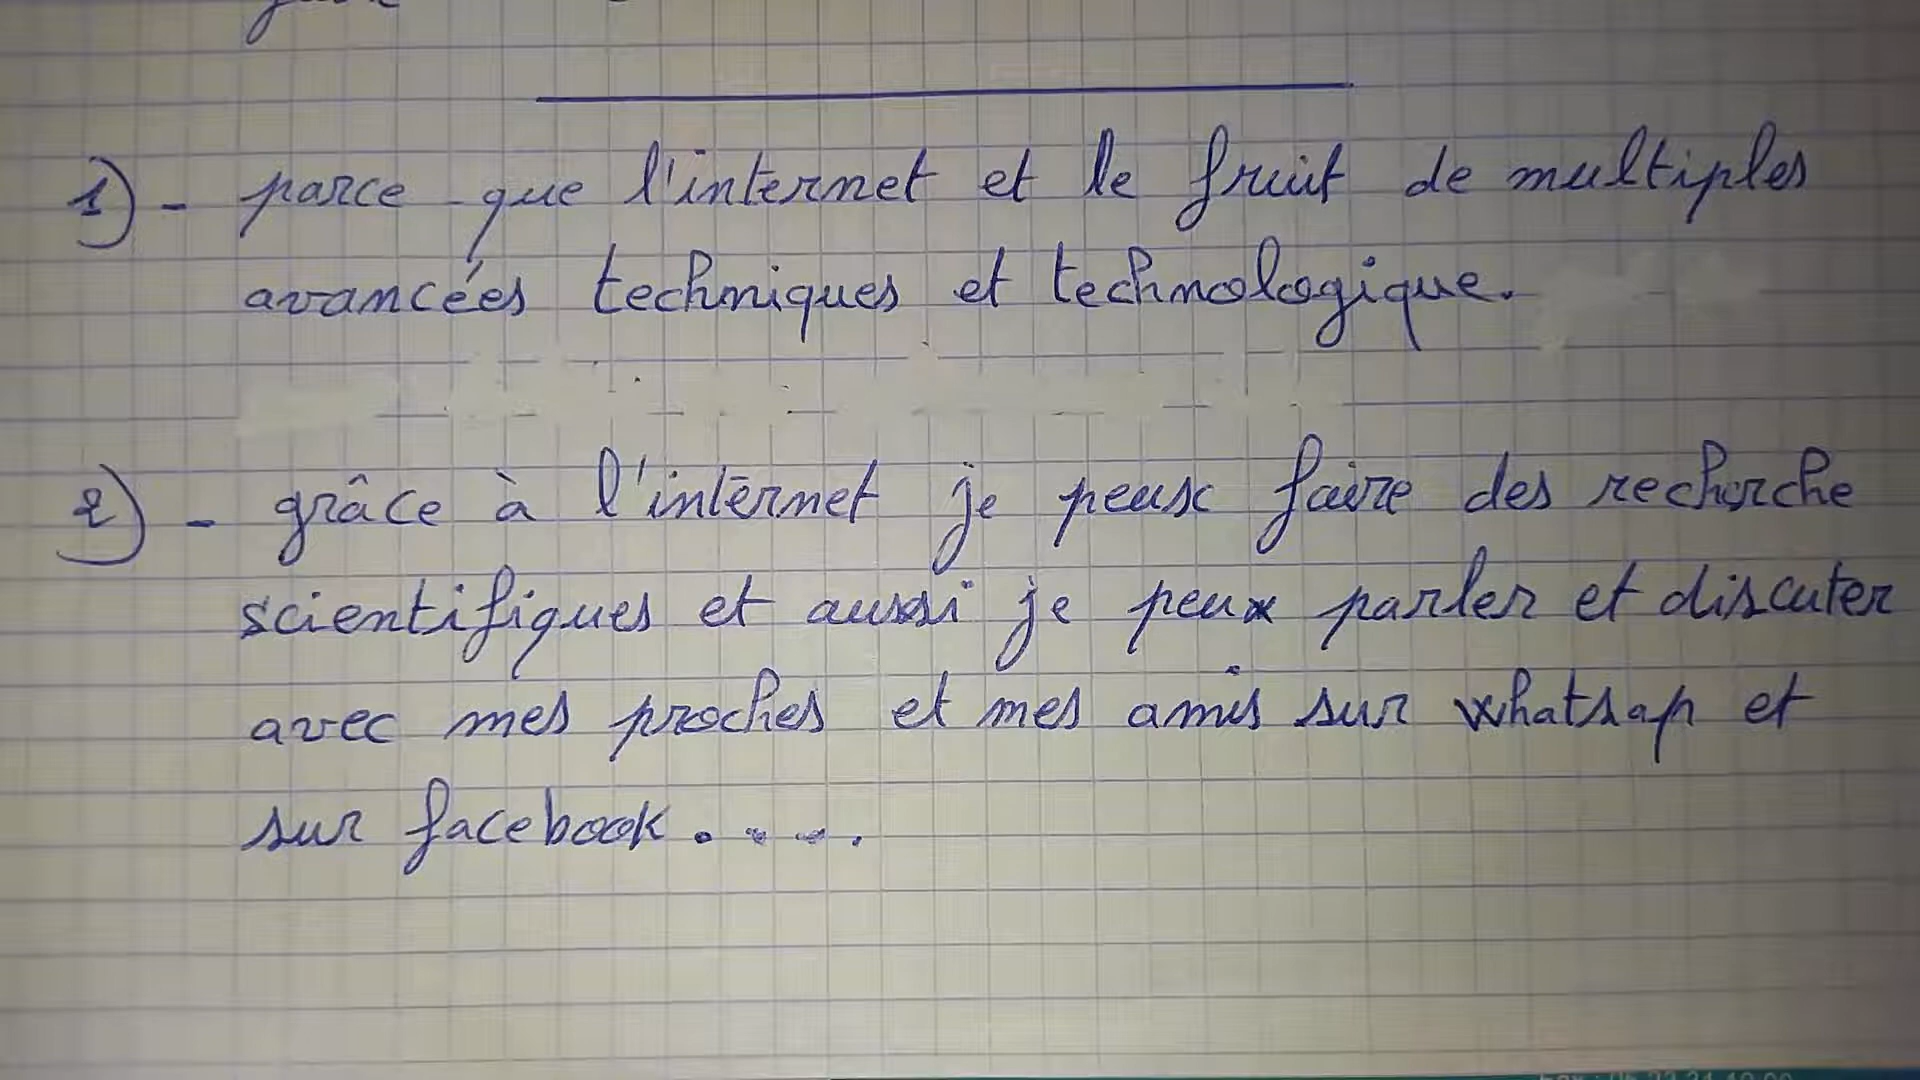 1) - parce que l'internet et le fruit de multiples
avancées techniques et technologique.
2) - grâce à l'internet je peux faire des recherche
scientifiques et aussi je peux parler et discuter
avec mes proches et mes amis sur whatsap et
sur facebook. ...